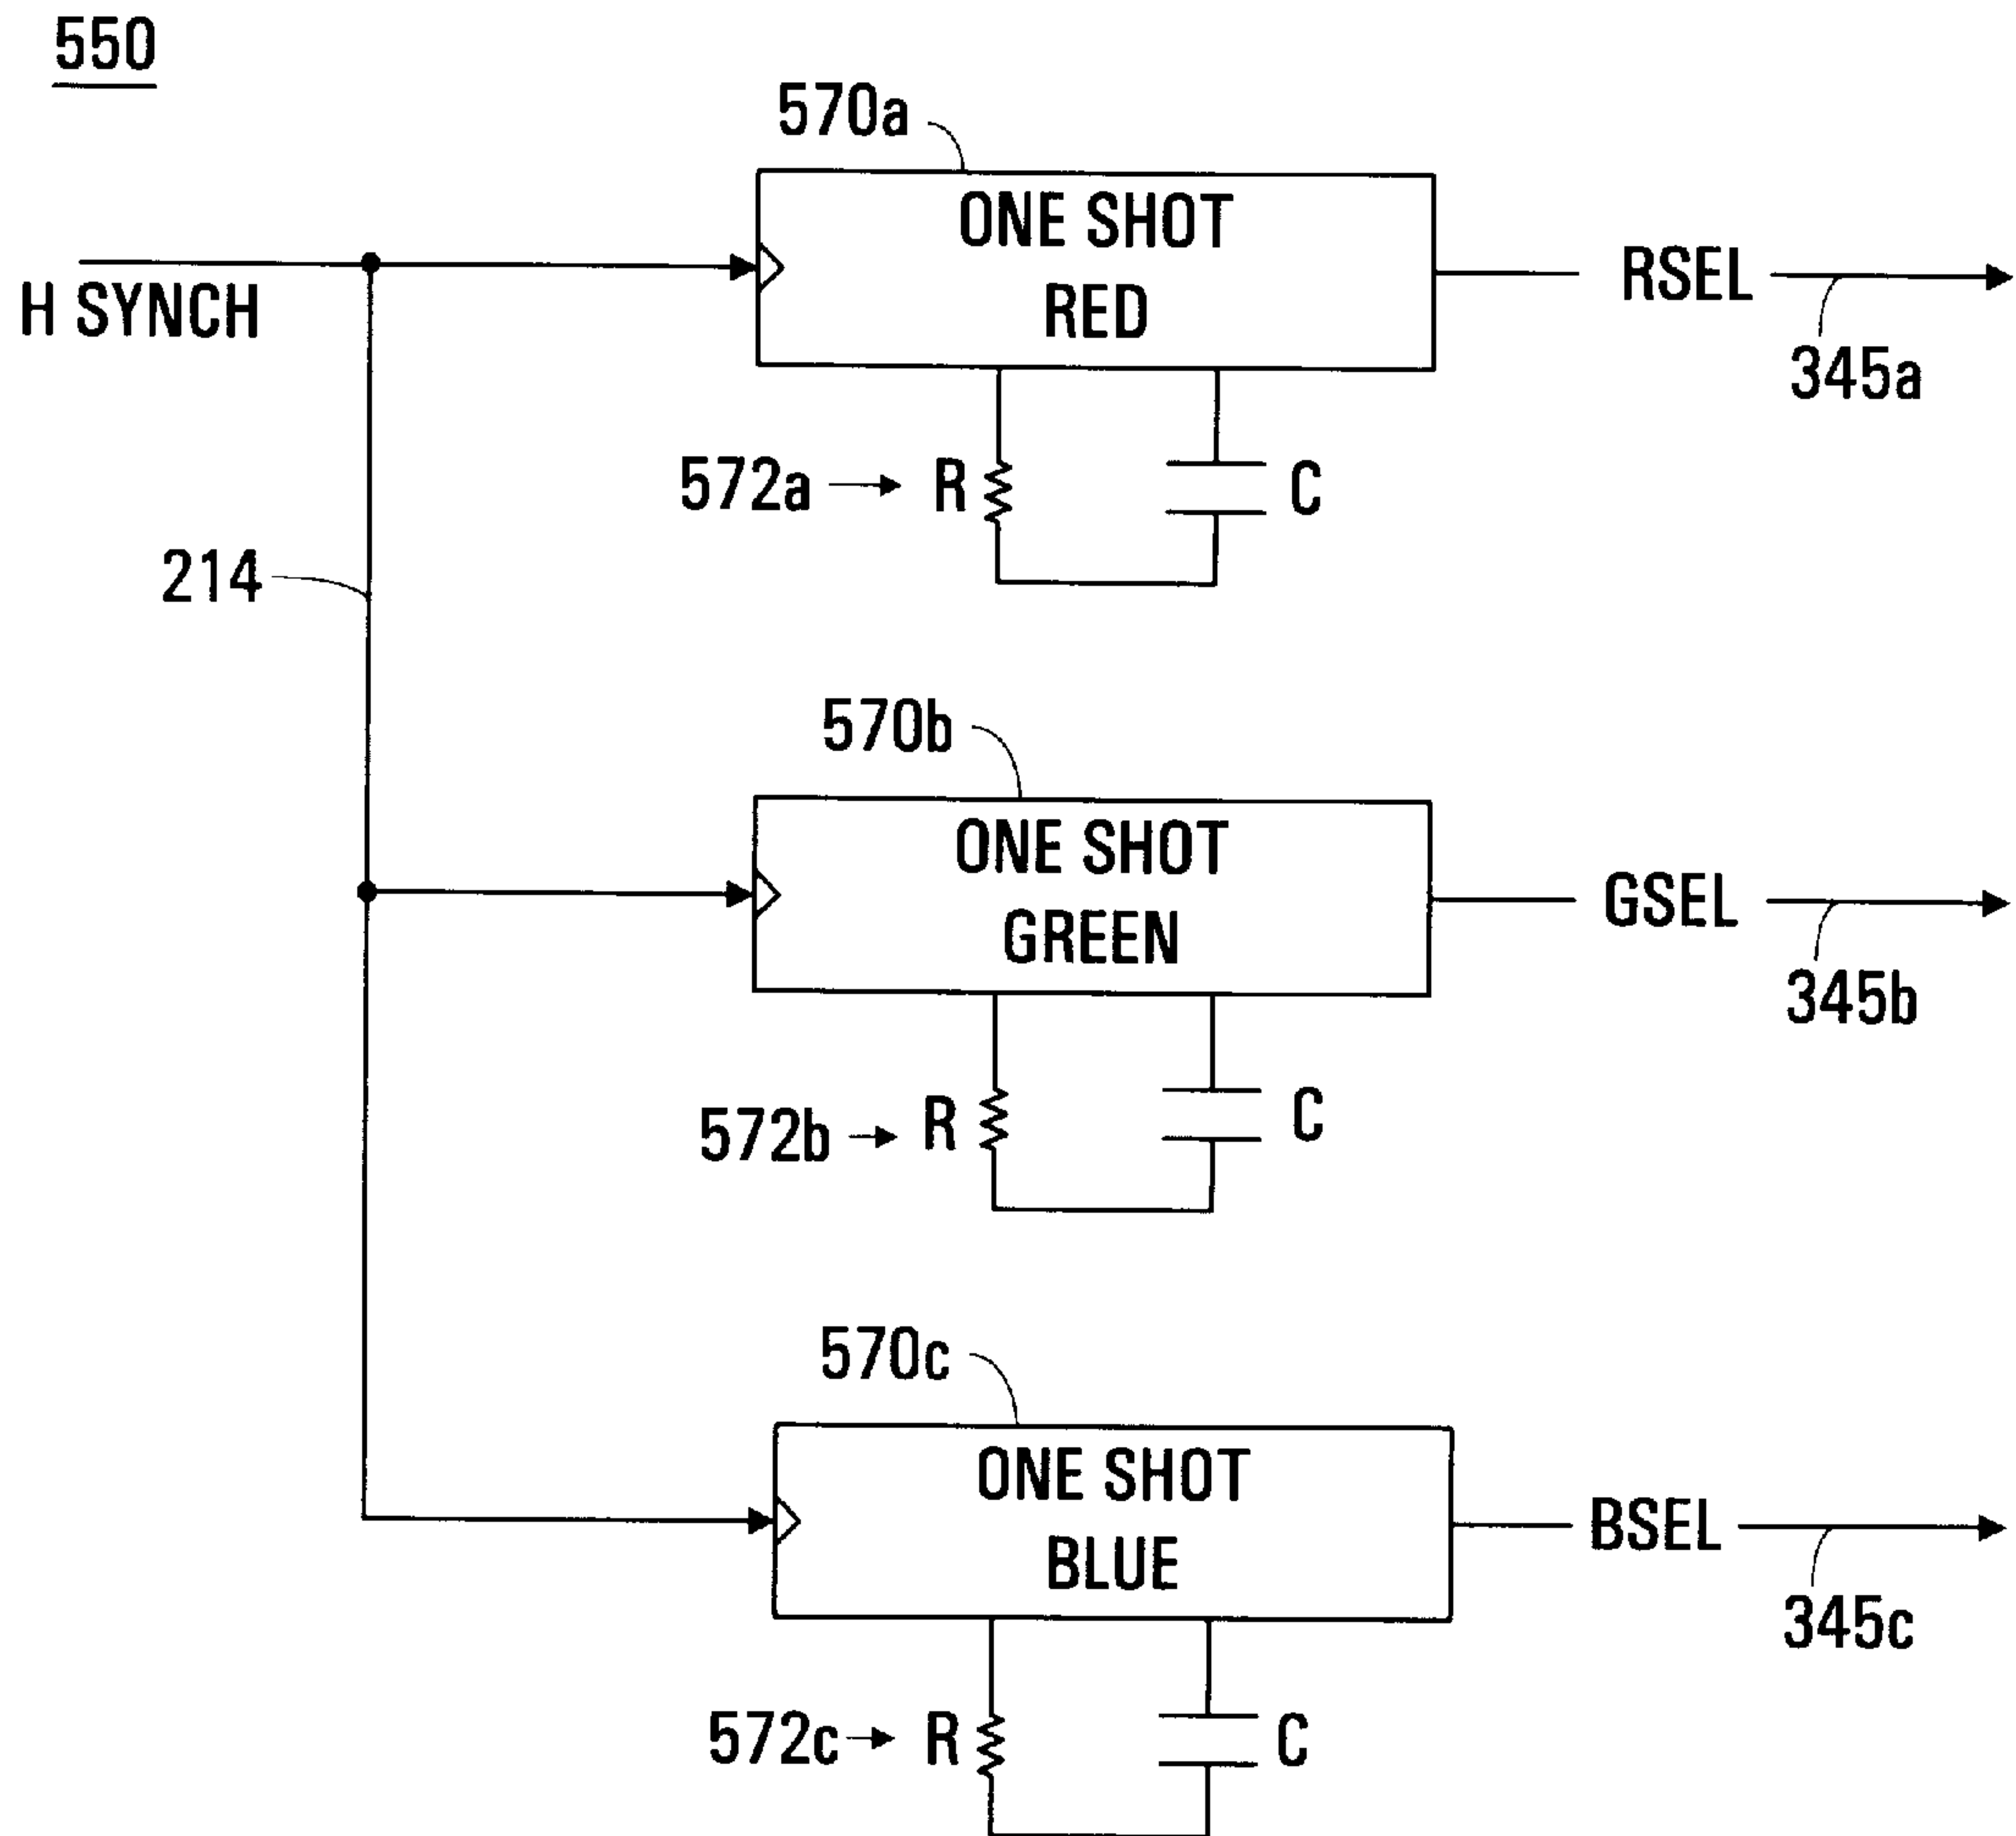 550
570a
ONE SHOT
RED
H SYNCH
RSEL
345a
572a
R
C
214
570b
ONE SHOT
GREEN
GSEL
345b
572b
R
C
570c
ONE SHOT
BLUE
BSEL
345c
572c
R
C